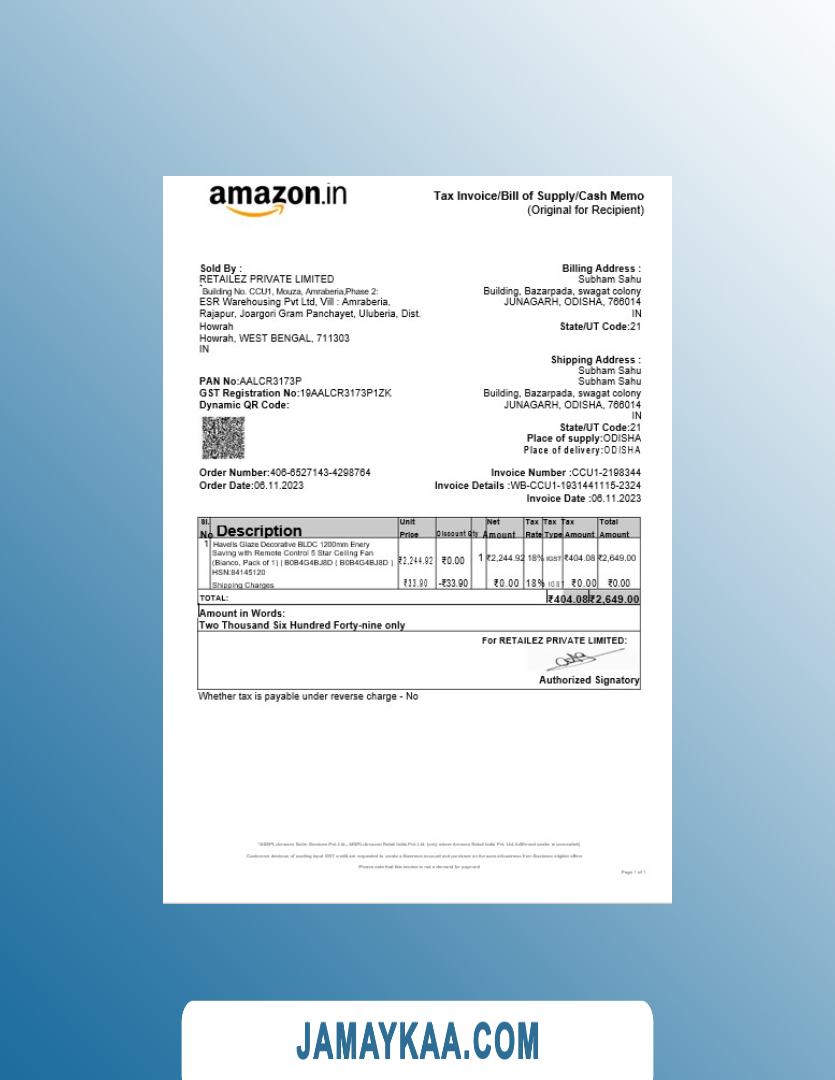 amazon.in
Tax Invoice/Bill of Supply/Cash Memo
(Original for Recipient)
Sold By :
RETAILEZ PRIVATE LIMITED
Building No. CCU1, Mouza, Amraberia,Phase 2:
ESR Warehousing Pvt Ltd, Vill : Amraberia,
Rajapur, Joargori Gram Panchayet, Uluberia, Dist.
Howrah
Howrah, WEST BENGAL, 711303
IN
Billing Address :
Subham Sahu
Building, Bazarpada, swagat colony
JUNAGARH, ODISHA, 766014
IN
State/UT Code:21
Shipping Address :
Subham Sahu
Subham Sahu
Building, Bazarpada, swagat colony
JUNAGARH, ODISHA, 766014
IN
State/UT Code:21
Place of supply:ODISHA
Place of delivery:ODISHA
PAN No:AALCR3173P
GST Registration No:19AALCR3173P1ZK
Dynamic QR Code:
Order Number:406-6527143-4298764
Order Date:06.11.2023
Invoice Number :CCU1-2198344
Invoice Details :WB-CCU1-1931441115-2324
Invoice Date :06.11.2023
Sl. No Description Unit Price Discount Qty Net Amount Tax Rate Tax Type Tax Amount Total Amount
1 Havells Glaze Decorative BLDC 1200mm Enery
Saving with Remote Control 5 Star Ceiling Fan
(Bianco, Pack of 1) | B0B4G4BJ8D ( B0B4G4BJ8D ) ₹2,244.92 ₹0.00 1 ₹2,244.92 18% IGST ₹404.08 ₹2,649.00
HSN:84145120
Shipping Charges ₹33.90 -₹33.90 ₹0.00 18% IGST ₹0.00 ₹0.00
TOTAL: ₹404.08 ₹2,649.00
Amount in Words:
Two Thousand Six Hundred Forty-nine only
For RETAILEZ PRIVATE LIMITED:
Authorized Signatory
Whether tax is payable under reverse charge - No
Please note that this invoice is not a demand for payment
Page 1 of 1
JAMAYKAA.COM